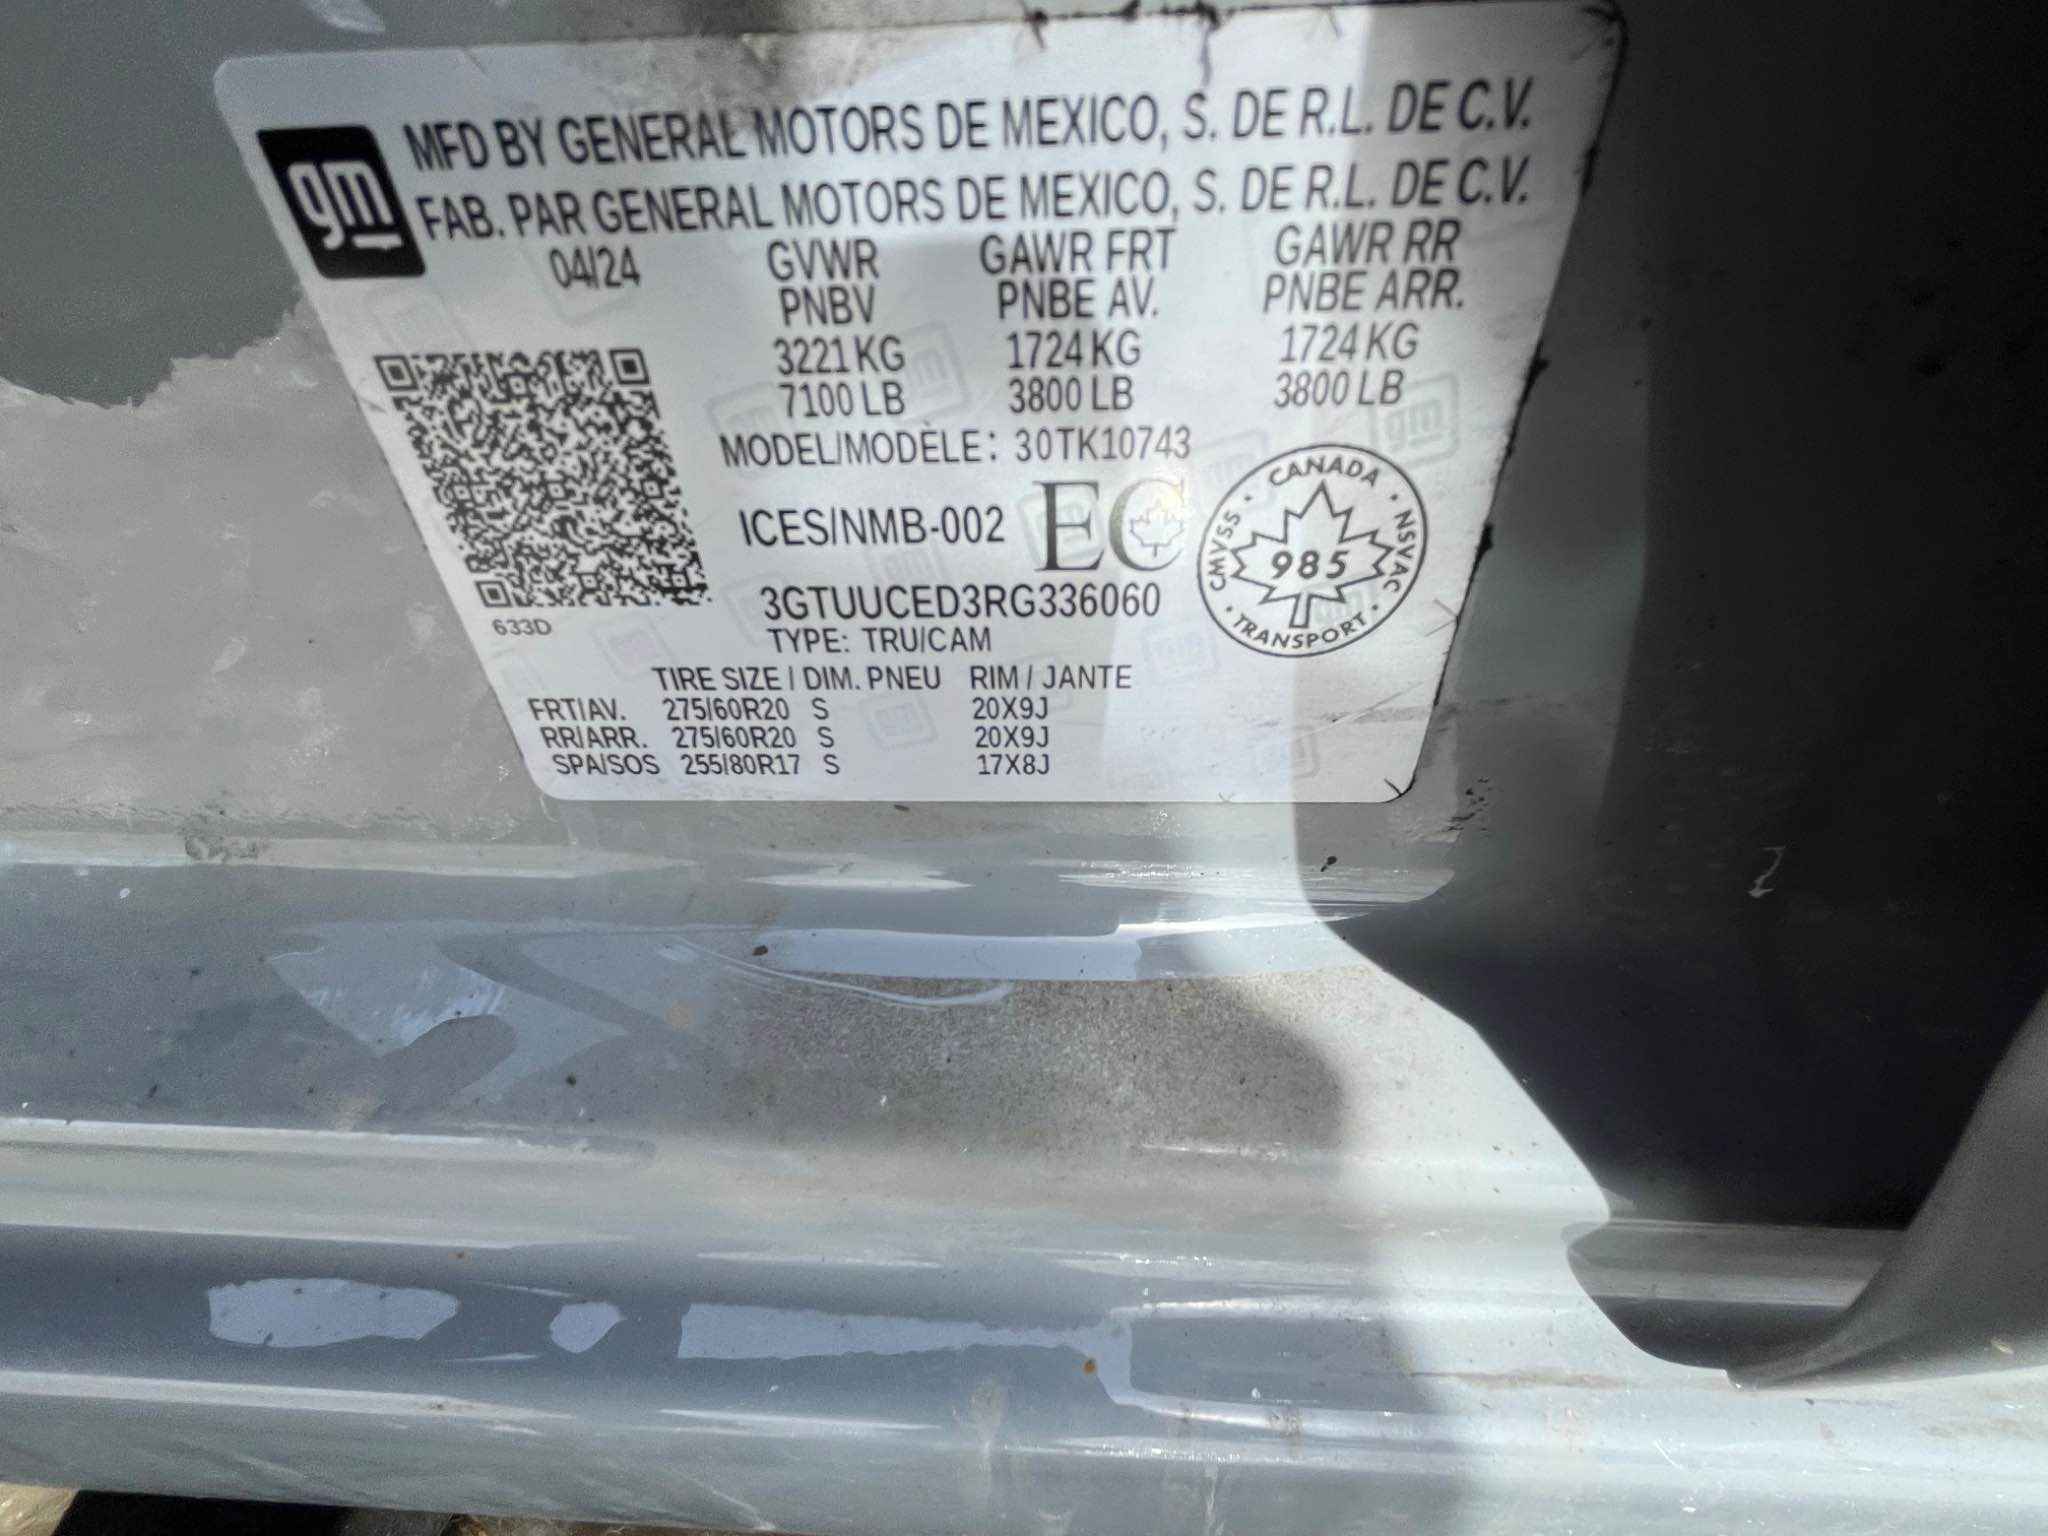 gm
MFD BY GENERAL MOTORS DE MEXICO, S. DE R.L. DE C.V.
FAB. PAR GENERAL MOTORS DE MEXICO, S. DE R.L. DE C.V.
04/24 GVWR GAWR FRT GAWR RR
PNBV PNBE AV. PNBE ARR.
3221 KG 1724 KG 1724 KG
7100 LB 3800 LB 3800 LB
MODEL/MODÈLE: 30TK10743
ICES/NMB-002 EC
CANADA
CMVSS 985 NSVAC
TRANSPORT
3GTUUCED3RG336060
633D
TYPE: TRU/CAM
TIRE SIZE / DIM. PNEU RIM / JANTE
FRT/AV. 275/60R20 S 20X9J
RR/ARR. 275/60R20 S 20X9J
SPA/SOS 255/80R17 S 17X8J